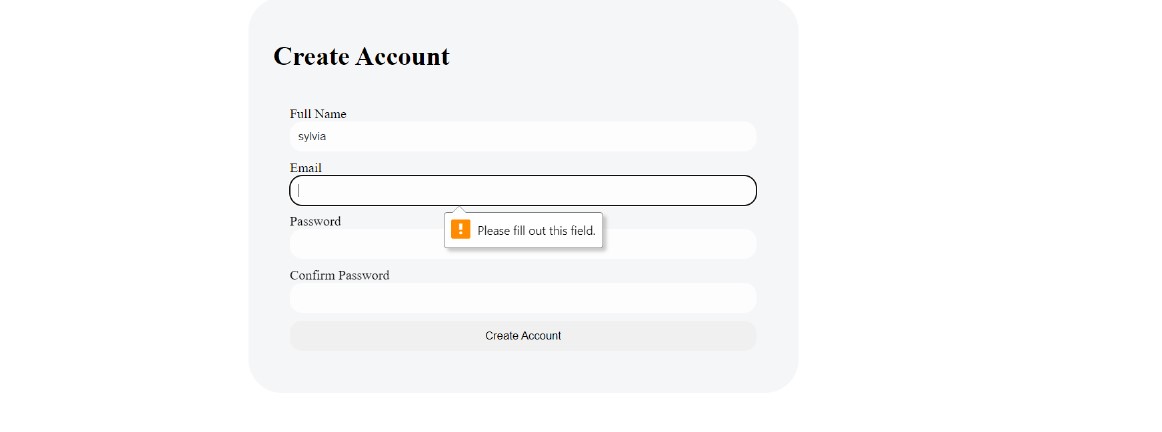 Create Account
Full Name
sylvia
Email
Please fill out this field.
Password
Confirm Password
Create Account